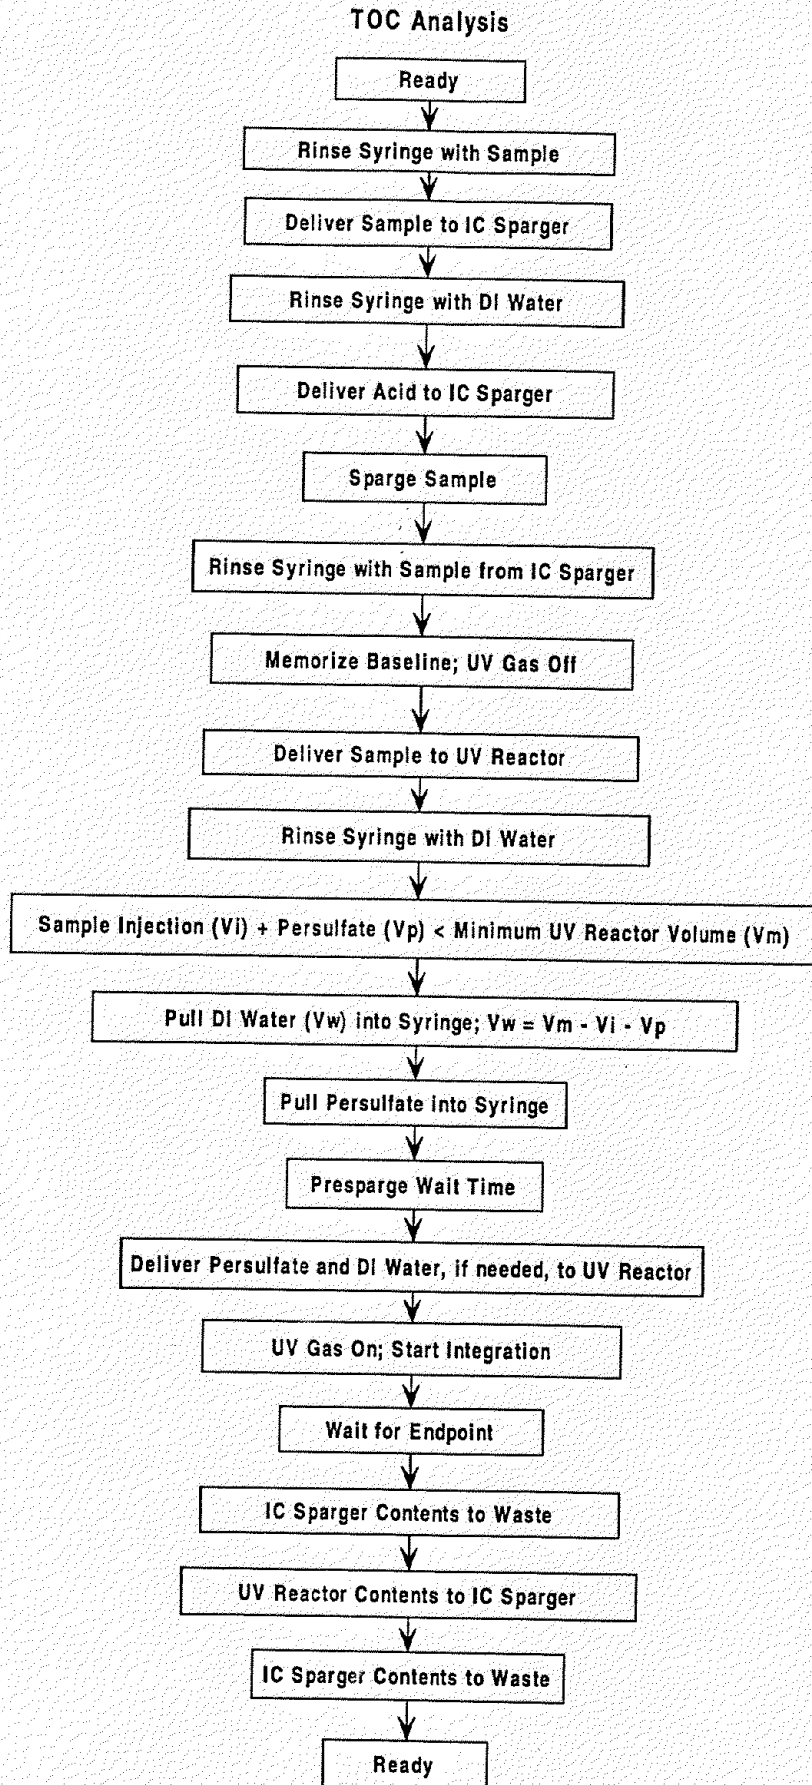 TOC Analysis
Ready
Rinse Syringe with Sample
Deliver Sample to IC Sparger
Rinse Syringe with DI Water
Deliver Acid to IC Sparger
Sparge Sample
Rinse Syringe with Sample from IC Sparger
Memorize Baseline; UV Gas Off
Deliver Sample to UV Reactor
Rinse Syringe with DI Water
Sample Injection (Vi) + Persulfate (Vp) < Minimum UV Reactor Volume (Vm)
Pull DI Water (Vw) into Syringe; Vw = Vm - Vi - Vp
Pull Persulfate into Syringe
Presparge Wait Time
Deliver Persulfate and DI Water, if needed, to UV Reactor
UV Gas On; Start Integration
Wait for Endpoint
IC Sparger Contents to Waste
UV Reactor Contents to IC Sparger
IC Sparger Contents to Waste
Ready